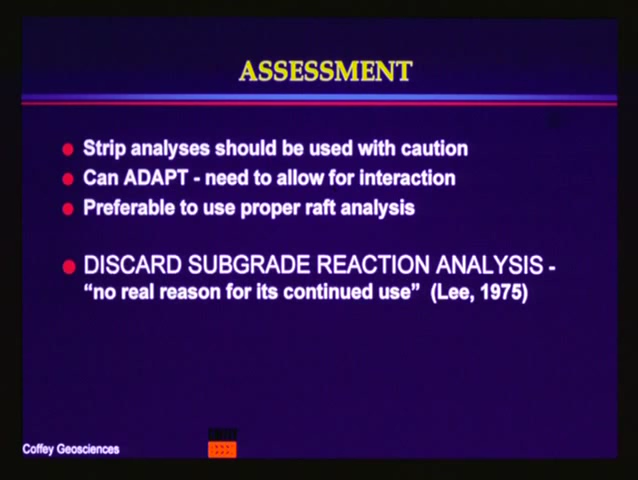 ASSESSMENT
Strip analyses should be used with caution
Can ADAPT - need to allow for interaction
Preferable to use proper raft analysis
DISCARD SUBGRADE REACTION ANALYSIS -
“no real reason for its continued use” (Lee, 1975)
Coffey Geosciences